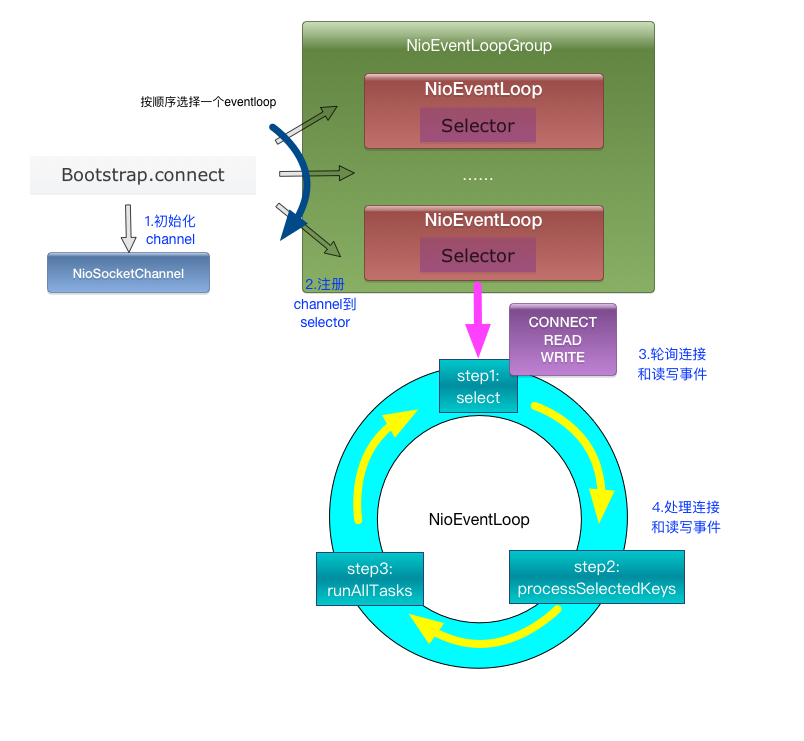 NioEventLoopGroup
NioEventLoop
Selector
按顺序选择一个eventloop
Bootstrap.connect
......
1.初始化
channel
NioSocketChannel
NioEventLoop
Selector
2.注册
channel到
selector
CONNECT
READ
WRITE
3.轮询连接
和读写事件
step1:
select
NioEventLoop
4.处理连接
和读写事件
step3:
runAllTasks
step2:
processSelectedKeys